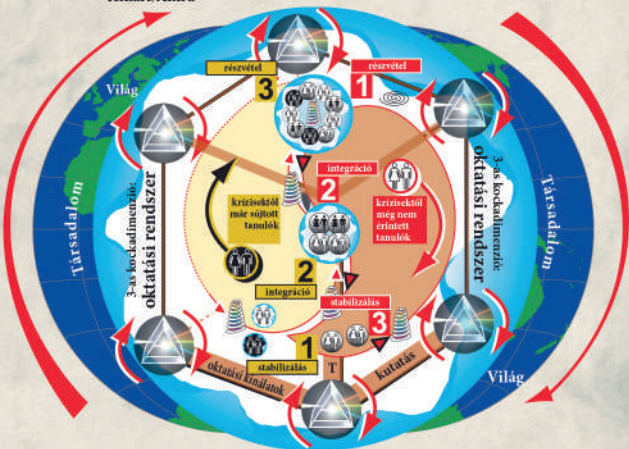 részvétel
3
részvétel
1
Világ
3-as kockadimenzió:
oktatási rendszer
Társadalom
integráció
2
krízisektől
már sújtott
tanulók
krízisektől
még nem
érintett
tanulók
3-as kockadimenzió:
oktatási rendszer
Társadalom
2
integráció
stabilizálás
3
1
stabilizálás
oktatási kínálatok
T
kutatás
Világ